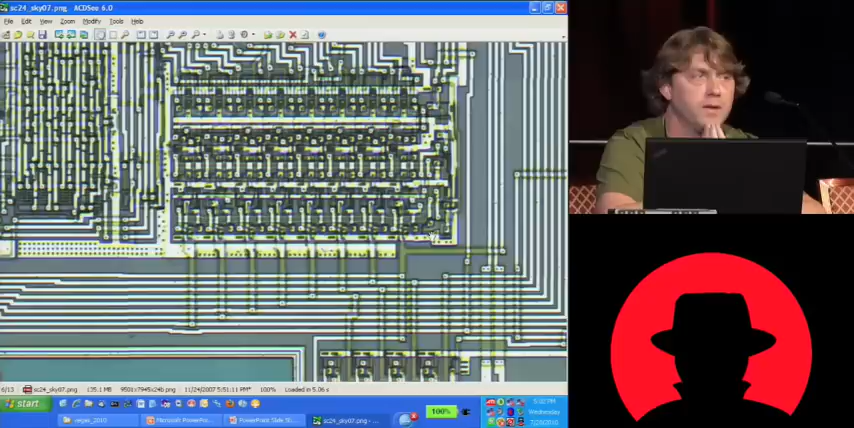 sc24_sky07.png - ACDSee 6.0
File Edit View Zoom Modify Tools Help
6/13 sc24_sky07.png 135.1 MB 9501x7945x24b png 11/24/2007 5:51:11 PM* 100% Loaded in 5.06 s
start
100%
5:02 PM
Wednesday
7/28/2010
vegas_2010
Microsoft PowerPoi...
PowerPoint Slide Sh...
sc24_sky07.png - ...